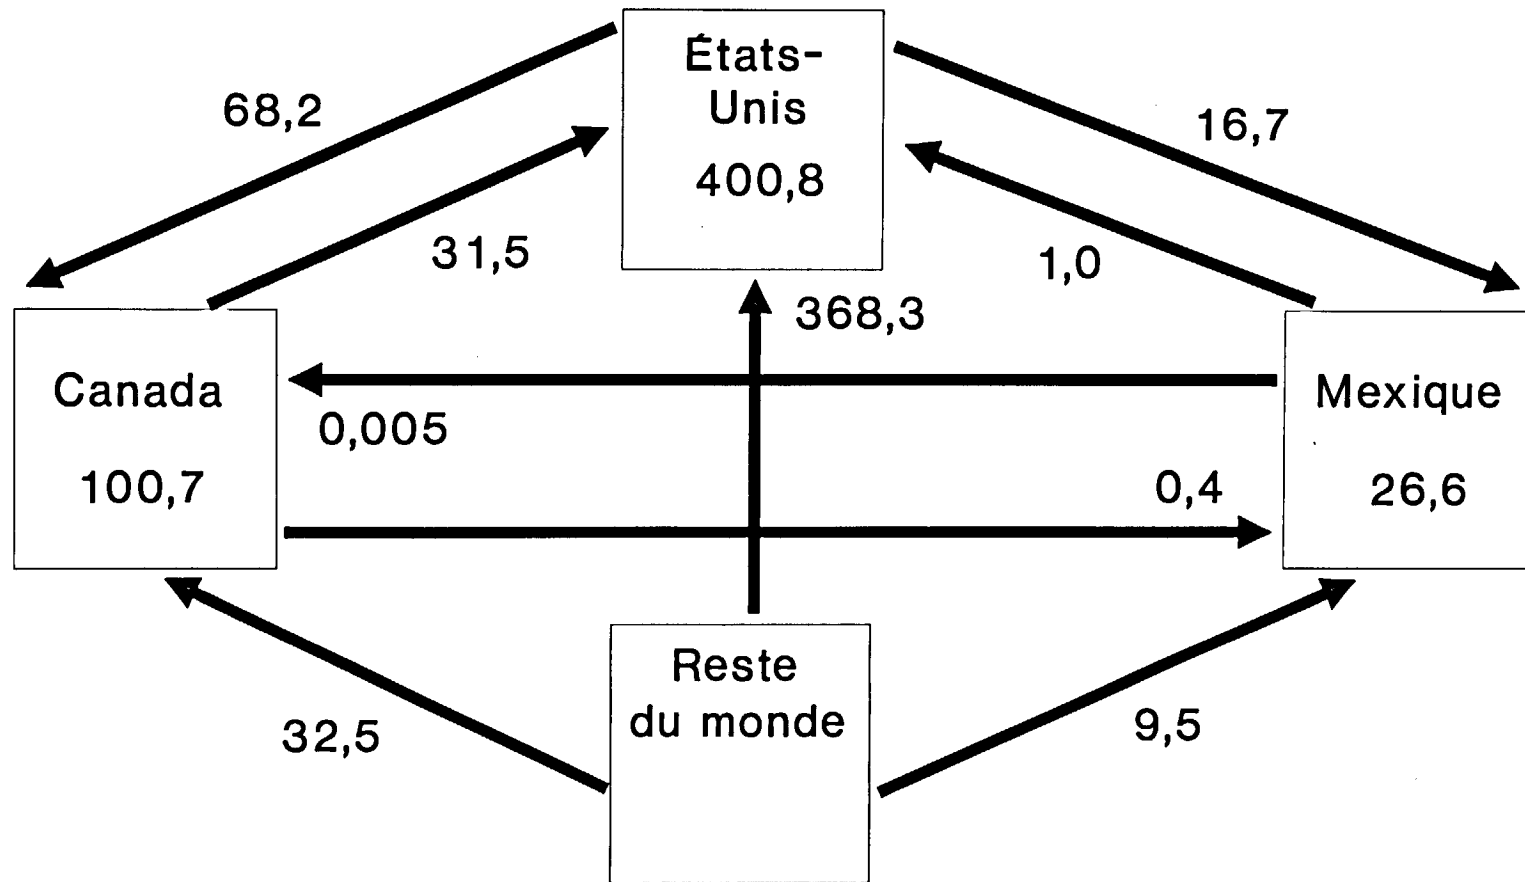 États-
Unis
400,8
68,2
16,7
31,5
1,0
368,3
Canada
100,7
Mexique
26,6
0,005
0,4
Reste
du monde
32,5
9,5